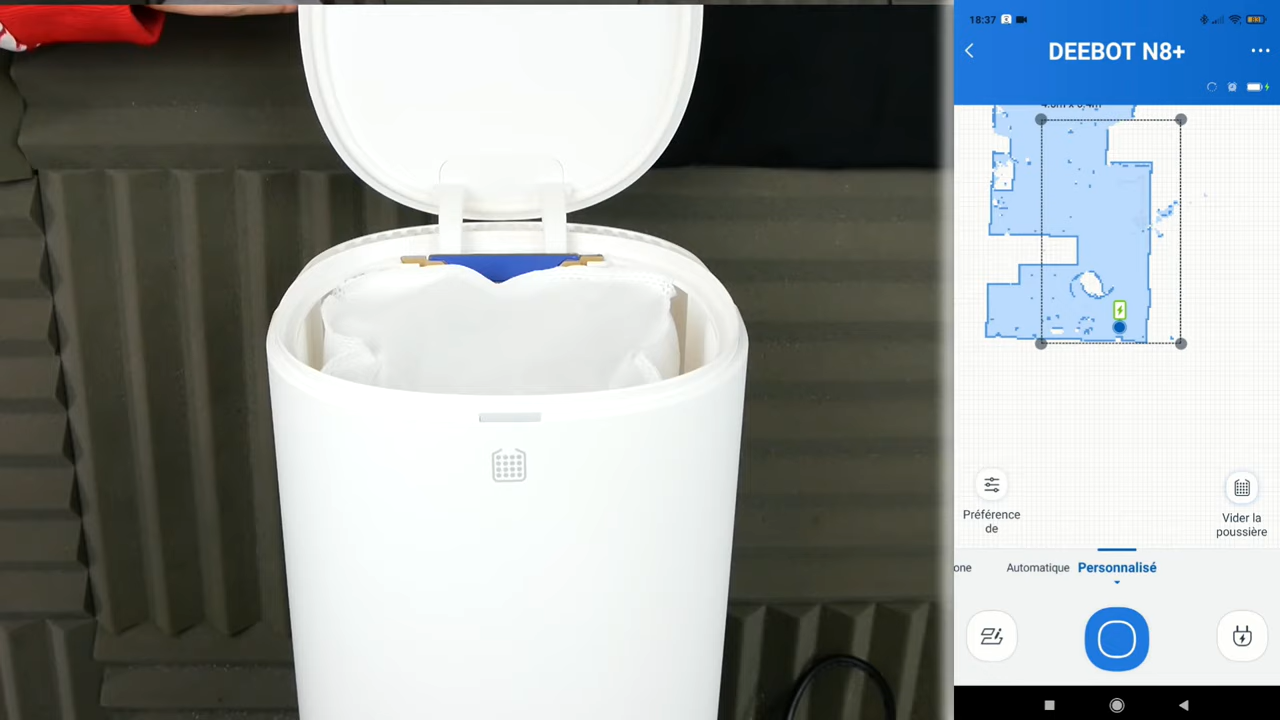 18:37
DEEBOT N8+
Préférence
de
Vider la
poussière
one
Automatique
Personnalisé